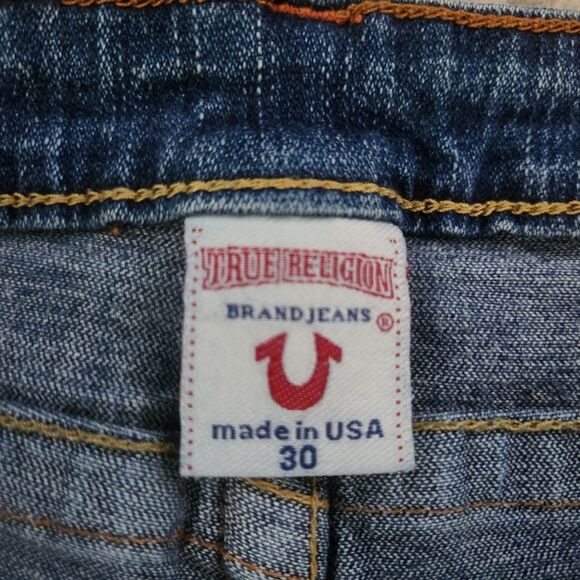 TRUE RELIGION
BRAND JEANS ®
made in USA
30